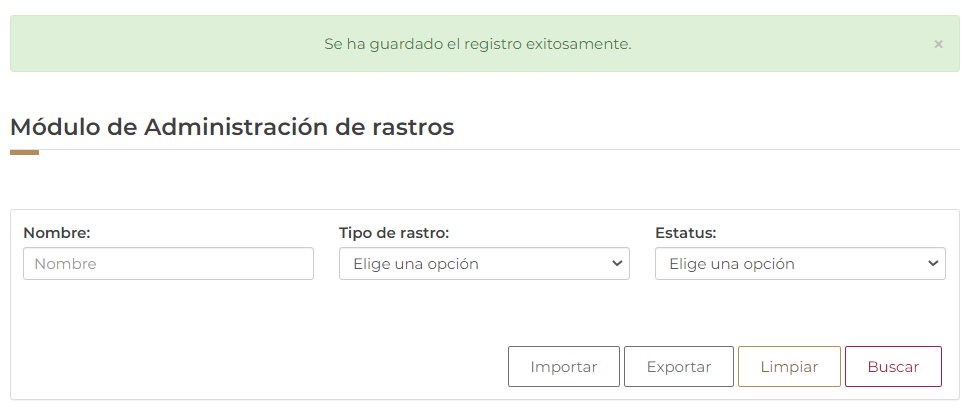 Se ha guardado el registro exitosamente. ×
Módulo de Administración de rastros
Nombre: Tipo de rastro: Estatus:
Nombre Elige una opción Elige una opción
Importar Exportar Limpiar Buscar